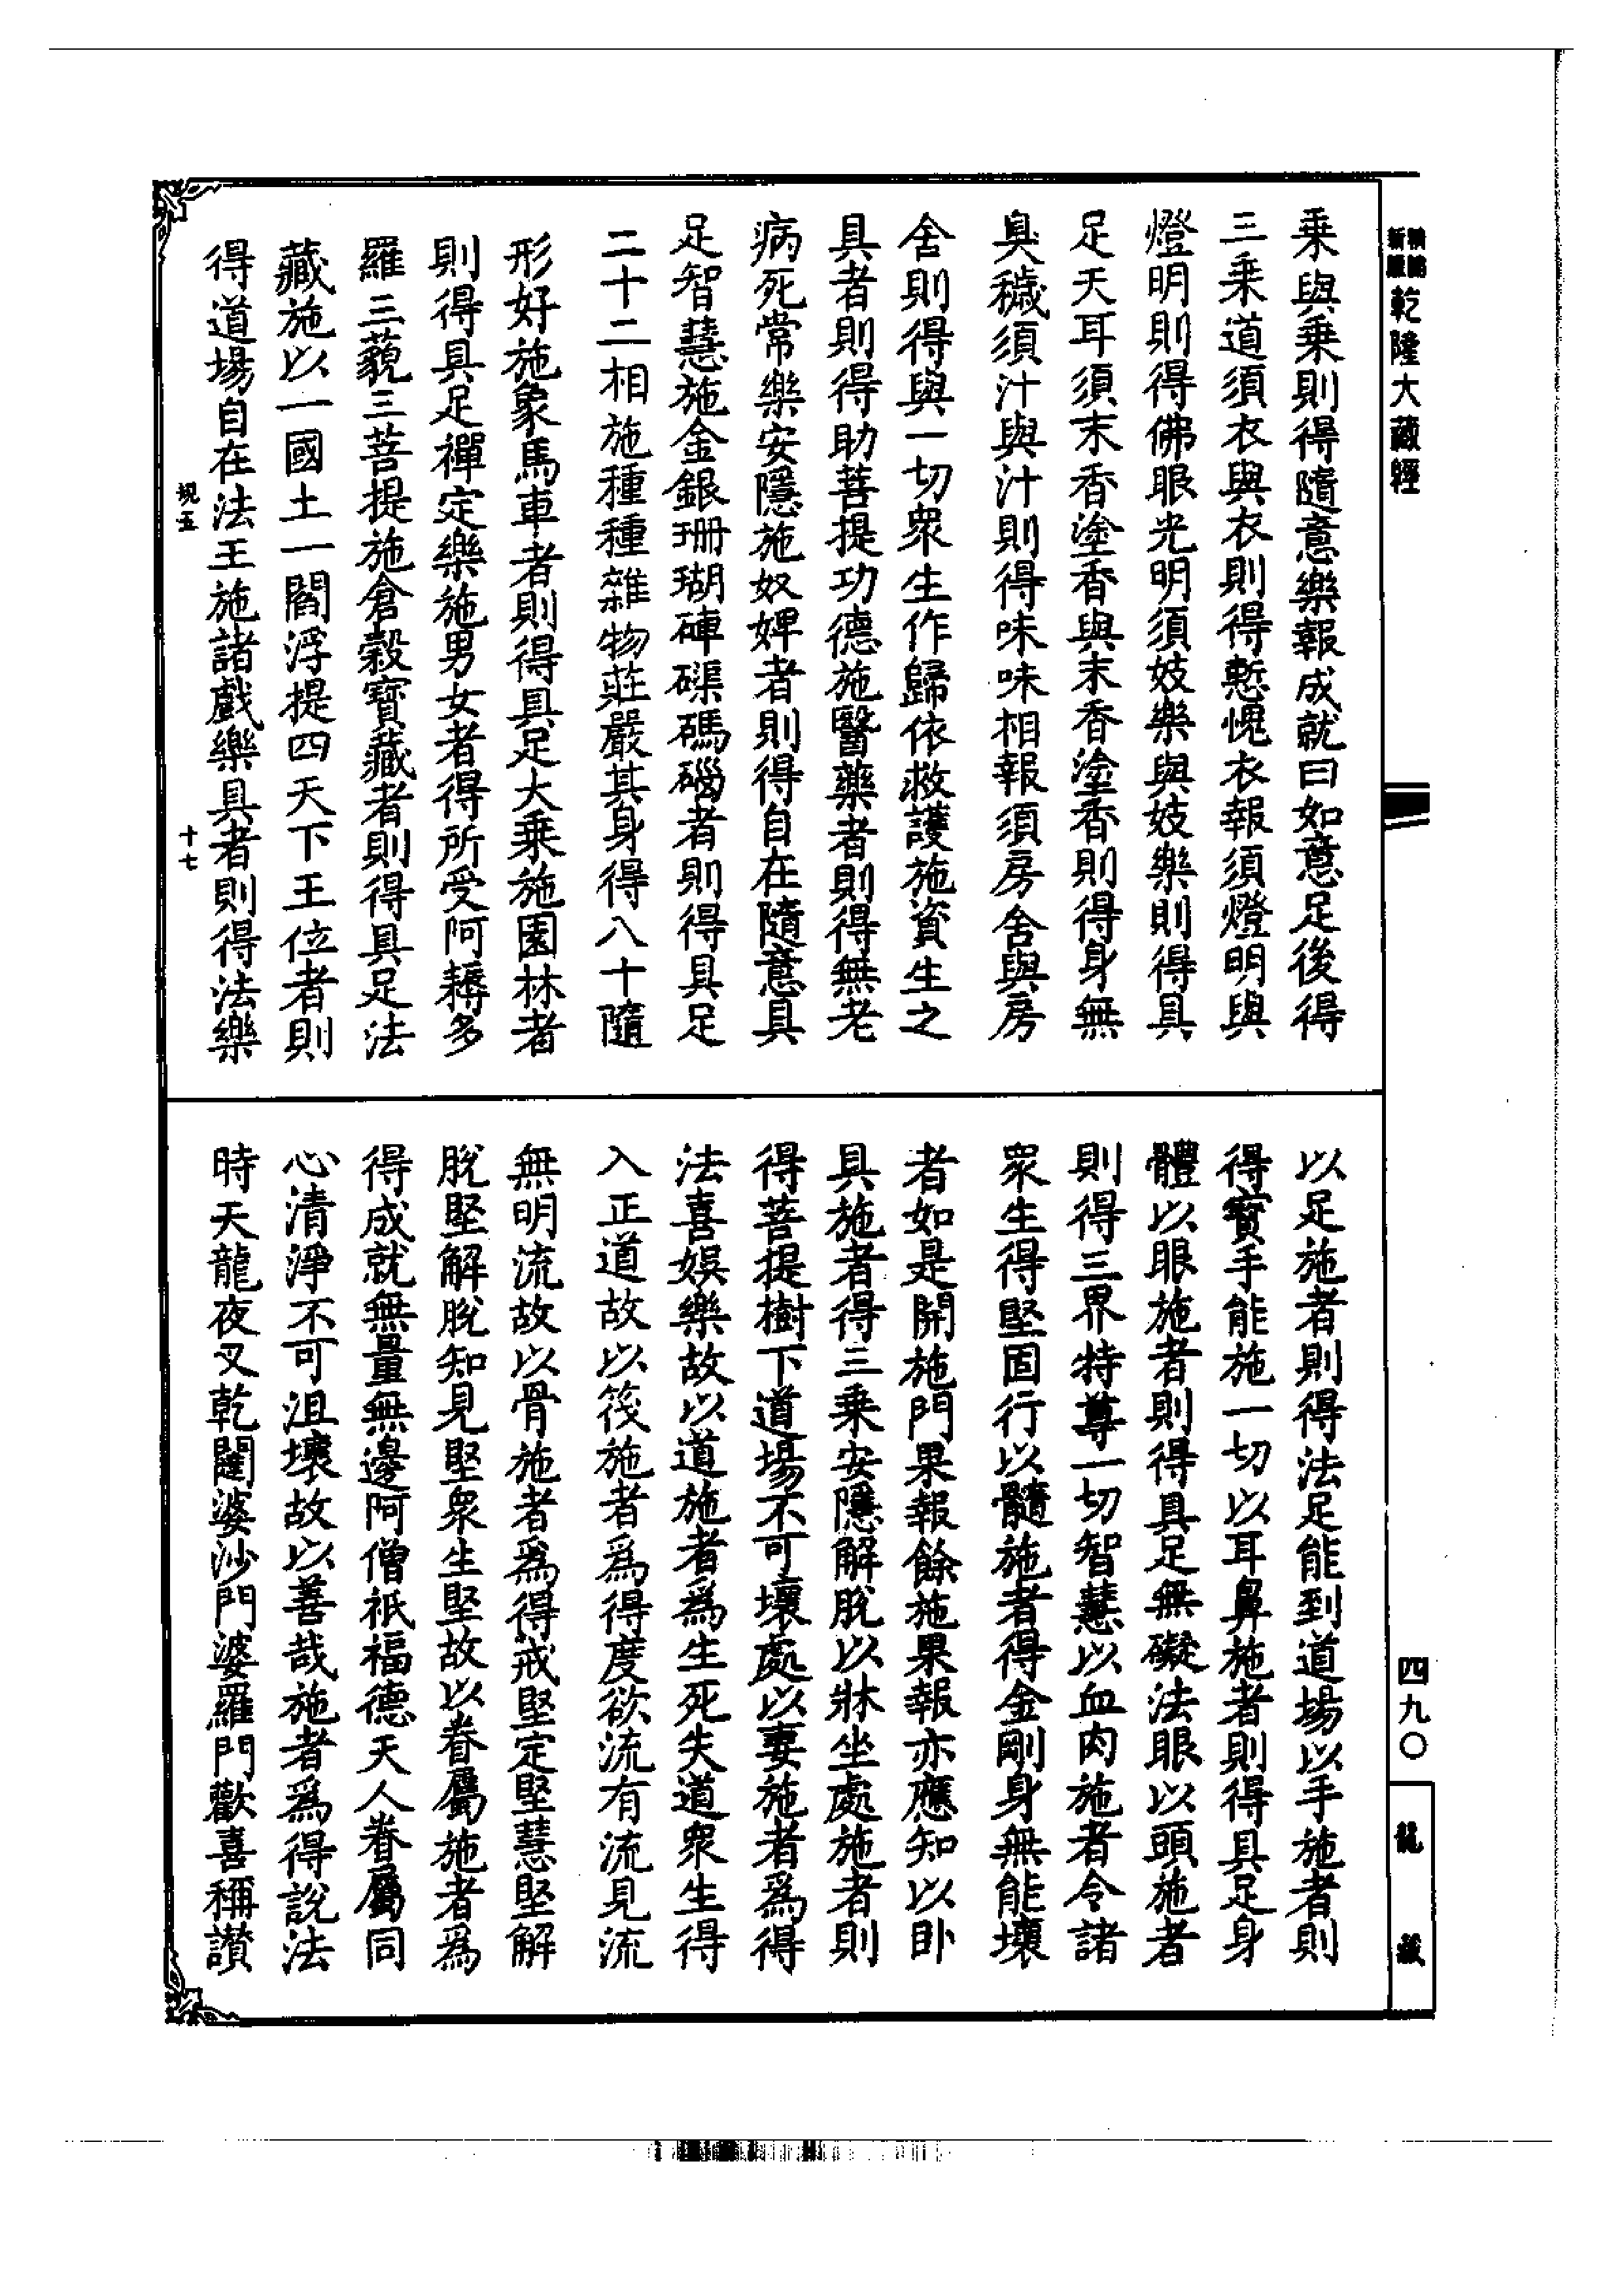 乾隆大藏經
乘與乘則得隨意樂報成就曰如意足後得
三乘道須衣與衣則得慙愧衣報須燈明與
燈明則得佛眼光明須妓樂與妓樂則得具
足天耳須末香塗香與末香塗香則得身無
臭穢須汁與汁則得味味相報須房舍與房
舍則得與一切衆生作歸依救護施資生之
具者則得助菩提功德施醫藥者則得無老
病死常樂安隱施奴婢者則得自在隨意具
足智慧施金銀珊瑚硨磲碼碯者則得具足
三十二相施種種雜物莊嚴其身得八十隨
形好施象馬車者則得具足大乘施園林者
則得具足禪定樂施男女者得所受阿耨多
羅三藐三菩提施倉穀寶藏者則得具足法
藏施以一國土一閻浮提四天下王位者則
得道場自在法王施諸戲樂具者則得法樂
規五
十七
以足施者則得法足能到道場以手施者則
得寶手能施一切以耳鼻施者則得具足身
體以眼施者則得具足無礙法眼以頭施者
則得三界特尊一切智慧以血肉施者令諸
衆生得堅固行以髓施者得金剛身無能壞
者如是開施門果報餘施果報亦應知以卧
具施者得三乘安隱解脫以牀坐處施者則
得菩提樹下道場不可壞處以妻施者爲得
法喜娛樂故以道施者爲生死失道衆生得
入正道故以筏施者爲得度欲流有流見流
無明流故以骨施者爲得戒堅定堅慧堅解
脫堅解脫知見堅衆生堅故以眷屬施者爲
得成就無量無邊阿僧祇福德天人眷屬同
心清淨不可沮壞故以善哉施者爲得說法
時天龍夜叉乾闥婆沙門婆羅門歡喜稱讃
四九〇
龍藏